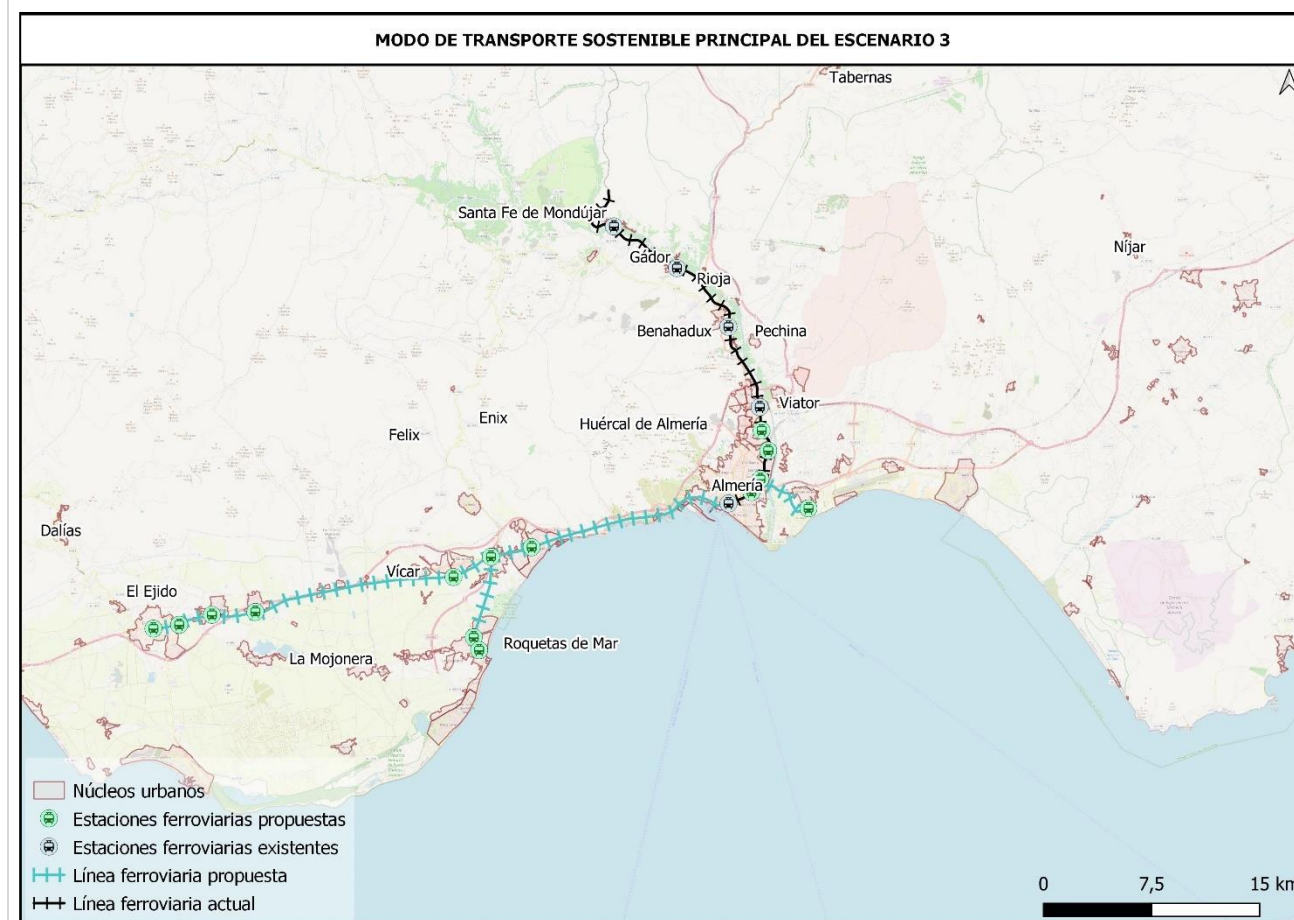 MODO DE TRANSPORTE SOSTENIBLE PRINCIPAL DEL ESCENARIO 3
Tabernas
Santa Fe de Mondújar
Níjar
Gádor
Rioja
Benahadux
Pechina
Viator
Enix
Huércal de Almería
Felix
Almería
Dalías
Vícar
El Ejido
Roquetas de Mar
La Mojonera
Núcleos urbanos
Estaciones ferroviarias propuestas
Estaciones ferroviarias existentes
Línea ferroviaria propuesta
Línea ferroviaria actual
0 7,5 15 km